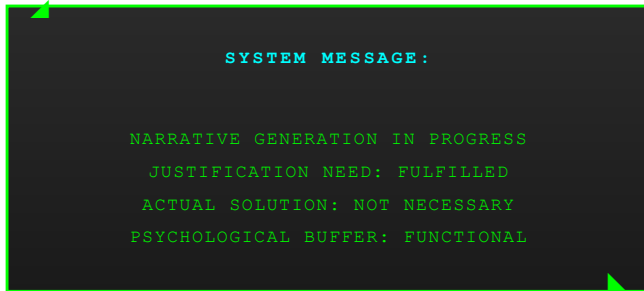 SYSTEM MESSAGE:
NARRATIVE GENERATION IN PROGRESS
JUSTIFICATION NEED: FULFILLED
ACTUAL SOLUTION: NOT NECESSARY
PSYCHOLOGICAL BUFFER: FUNCTIONAL